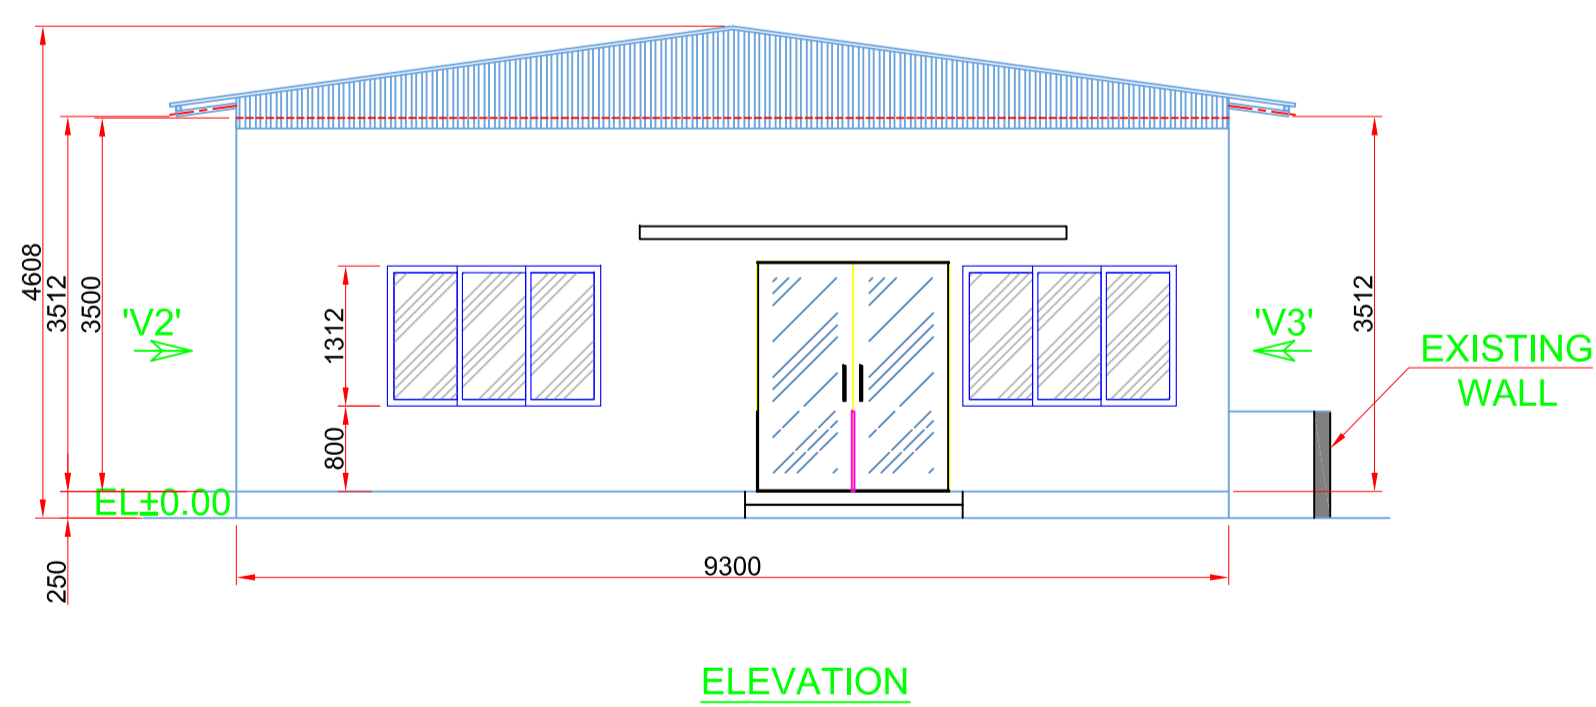 4608
3512
3500
'V2'
1312
800
EL±0.00
250
9300
'V3'
3512
EXISTING
WALL
ELEVATION